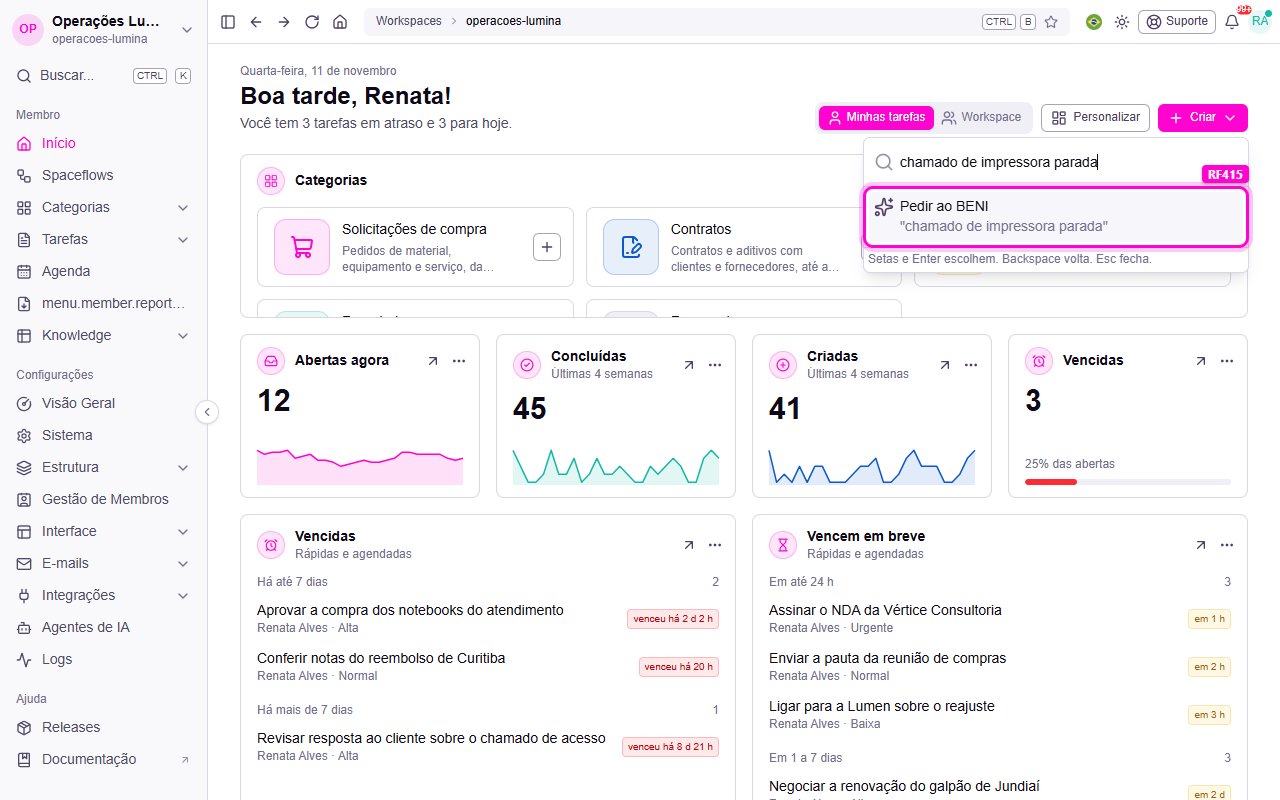 OP
Operações Lu...
operacoes-lumina
Buscar...
CTRL
K
Membro
Início
Spaceflows
Categorias
Tarefas
Agenda
menu.member.report...
Knowledge
Configurações
Visão Geral
Sistema
Estrutura
Gestão de Membros
Interface
E-mails
Integrações
Agentes de IA
Logs
Ajuda
Releases
Documentação
Workspaces
operacoes-lumina
CTRL
B
Suporte
99+
RA
Quarta-feira, 11 de novembro
Boa tarde, Renata!
Você tem 3 tarefas em atraso e 3 para hoje.
Minhas tarefas
Workspace
Personalizar
Criar
chamado de impressora parada
RF415
Pedir ao BENI
"chamado de impressora parada"
Setas e Enter escolhem. Backspace volta. Esc fecha.
Categorias
Solicitações de compra
Pedidos de material,
equipamento e serviço, da...
Contratos
Contratos e aditivos com
clientes e fornecedores, até a...
Abertas agora
12
Concluídas
Últimas 4 semanas
45
Criadas
Últimas 4 semanas
41
Vencidas
3
25% das abertas
Vencidas
Rápidas e agendadas
Há até 7 dias
2
Aprovar a compra dos notebooks do atendimento
Renata Alves · Alta
venceu há 2 d 2 h
Conferir notas do reembolso de Curitiba
Renata Alves · Normal
venceu há 20 h
Há mais de 7 dias
1
Revisar resposta ao cliente sobre o chamado de acesso
Renata Alves · Alta
venceu há 8 d 21 h
Vencem em breve
Rápidas e agendadas
Em até 24 h
3
Assinar o NDA da Vértice Consultoria
Renata Alves · Urgente
em 1 h
Enviar a pauta da reunião de compras
Renata Alves · Normal
em 2 h
Ligar para a Lumen sobre o reajuste
Renata Alves · Baixa
em 3 h
Em 1 a 7 dias
3
Negociar a renovação do galpão de Jundiaí
em 2 d